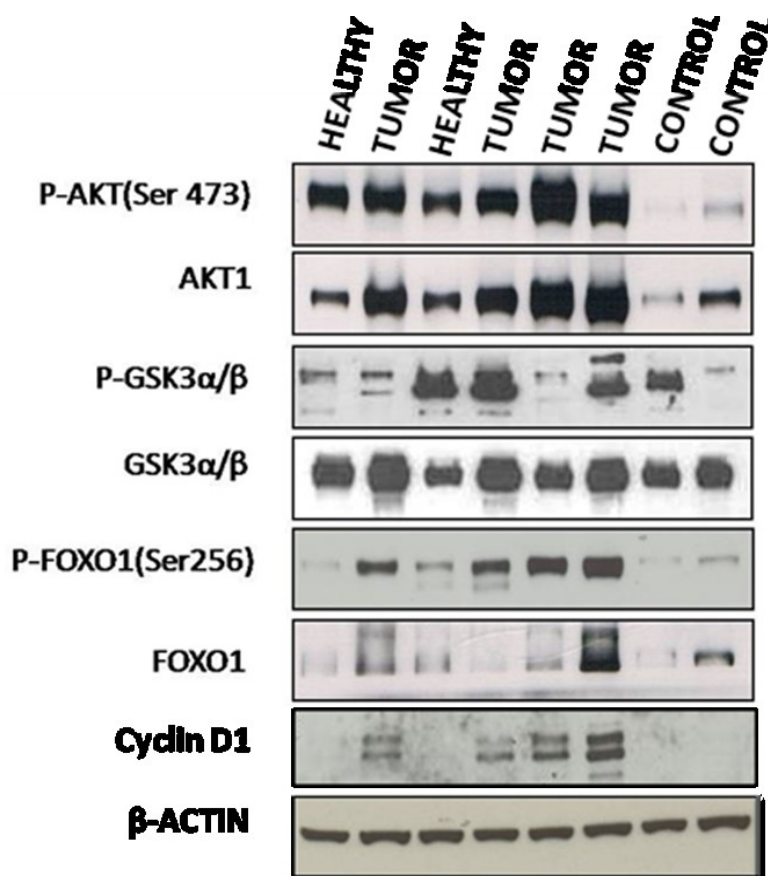 HEALTHY
TUMOR
HEALTHY
TUMOR
TUMOR
TUMOR
CONTROL
CONTROL
P-AKT(Ser 473)
AKT1
P-GSK3α/β
GSK3α/β
P-FOXO1(Ser256)
FOXO1
Cyclin D1
β-ACTIN